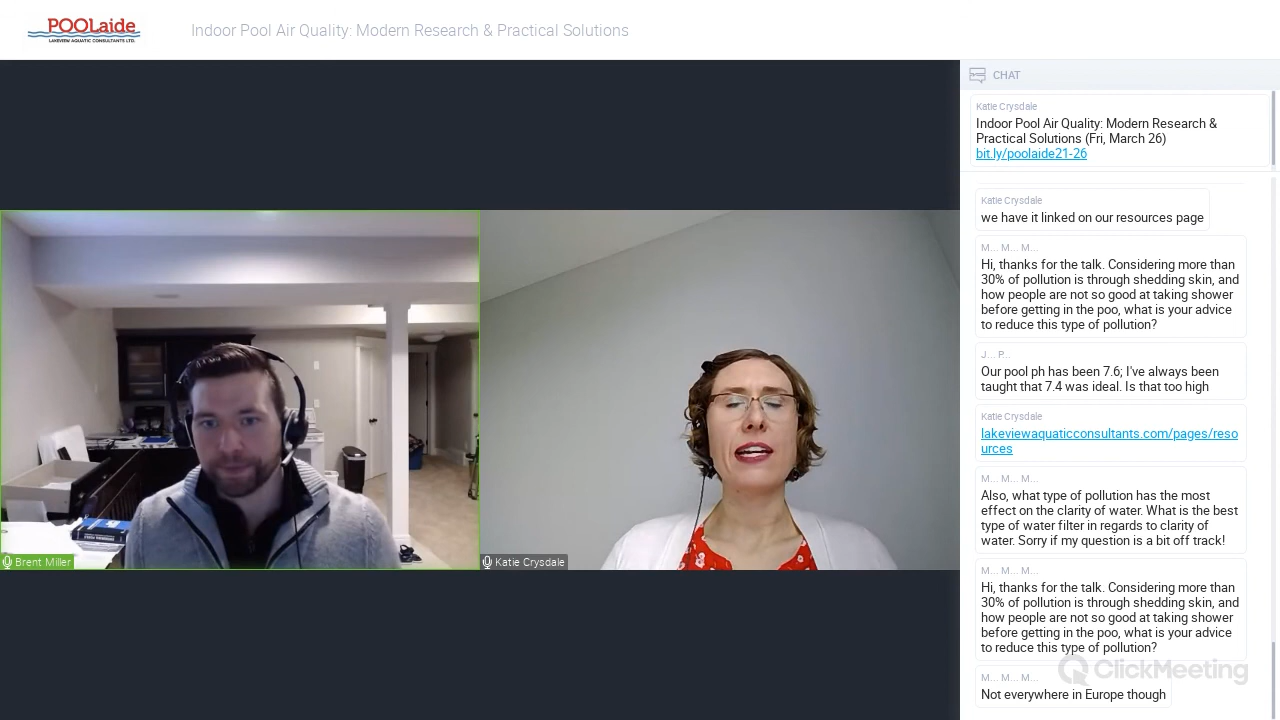 POOLaide
LAKEVIEW AQUATIC CONSULTANTS LTD.
Indoor Pool Air Quality: Modern Research & Practical Solutions
Brent Miller
Katie Crysdale
CHAT
Katie Crysdale
Indoor Pool Air Quality: Modern Research &
Practical Solutions (Fri, March 26)
bit.ly/poolaide21-26
Katie Crysdale
we have it linked on our resources page
M... M... M...
Hi, thanks for the talk. Considering more than
30% of pollution is through shedding skin, and
how people are not so good at taking shower
before getting in the poo, what is your advice
to reduce this type of pollution?
J... P...
Our pool ph has been 7.6; I've always been
taught that 7.4 was ideal. Is that too high
Katie Crysdale
lakeviewaquaticconsultants.com/pages/reso
urces
M... M... M...
Also, what type of pollution has the most
effect on the clarity of water. What is the best
type of water filter in regards to clarity of
water. Sorry if my question is a bit off track!
M... M... M...
Hi, thanks for the talk. Considering more than
30% of pollution is through shedding skin, and
how people are not so good at taking shower
before getting in the poo, what is your advice
to reduce this type of pollution?
M... M... M...
Not everywhere in Europe though
ClickMeeting